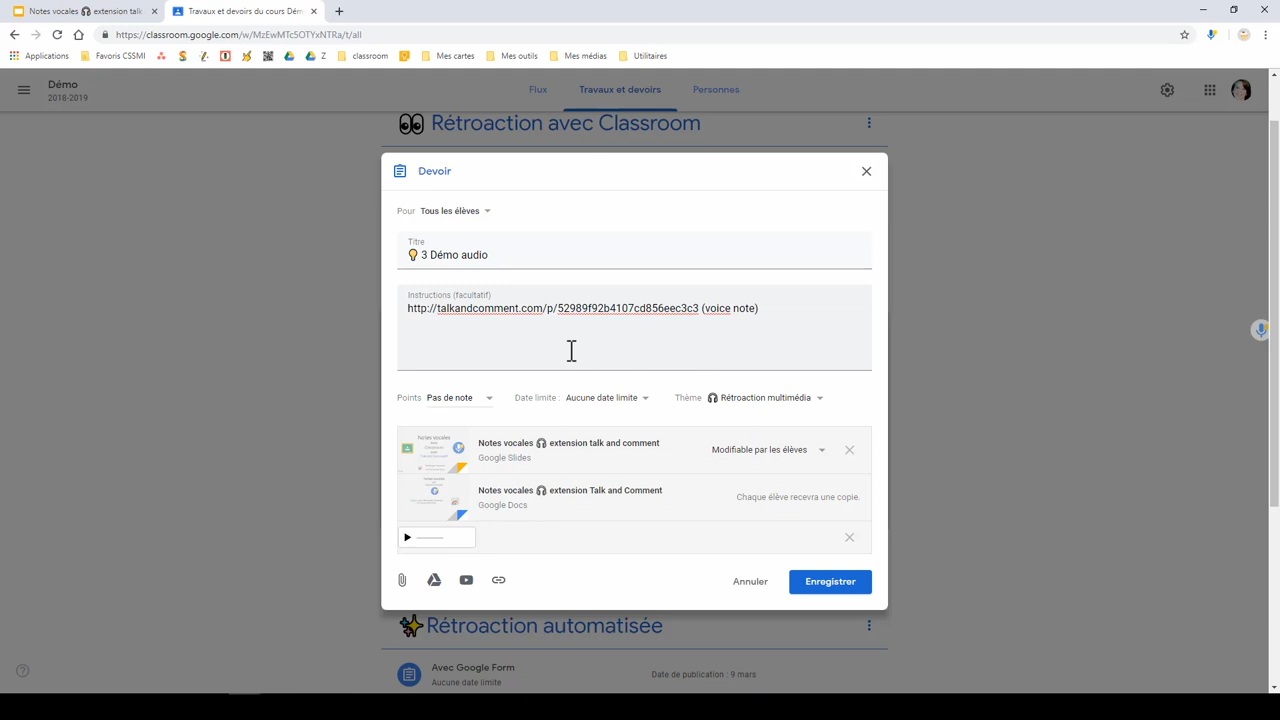 Notes vocales 🎧 extension talk
Travaux et devoirs du cours Dém
https://classroom.google.com/w/MzEwMTc5OTYxNTRa/t/all
Applications
Favoris CSSMI
Z
classroom
Mes cartes
Mes outils
Mes médias
Utilitaires
Démo
2018-2019
Flux
Travaux et devoirs
Personnes
👀 Rétroaction avec Classroom
Devoir
Pour Tous les élèves
Titre
💡 3 Démo audio
Instructions (facultatif)
http://talkandcomment.com/p/52989f92b4107cd856eec3c3 (voice note)
Points Pas de note Date limite : Aucune date limite Thème 🎧 Rétroaction multimédia
Notes vocales 🎧 extension talk and comment
Google Slides
Modifiable par les élèves
Notes vocales 🎧 extension Talk and Comment
Google Docs
Chaque élève recevra une copie.
Annuler
Enregistrer
✨Rétroaction automatisée
Avec Google Form
Aucune date limite
Date de publication : 9 mars